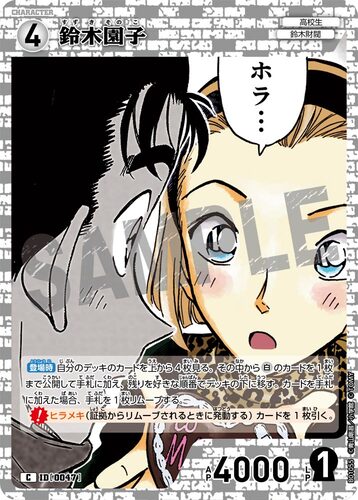 CHARACTER
4
すずきそのこ
鈴木園子
高校生
鈴木財閥
ホラ…
SAMPLE
登場時 自分のデッキのカードを上から4枚見る。その中から白のカードを1枚
まで公開して手札に加え、残りを好きな順番でデッキの下に移す。カードを手札
に加えた場合、手札を1枚リムーブする。
ヒラメキ(証拠からリムーブされるときに発動する)カードを1枚引く。
C ID[0047]
AP 4000 LP 1